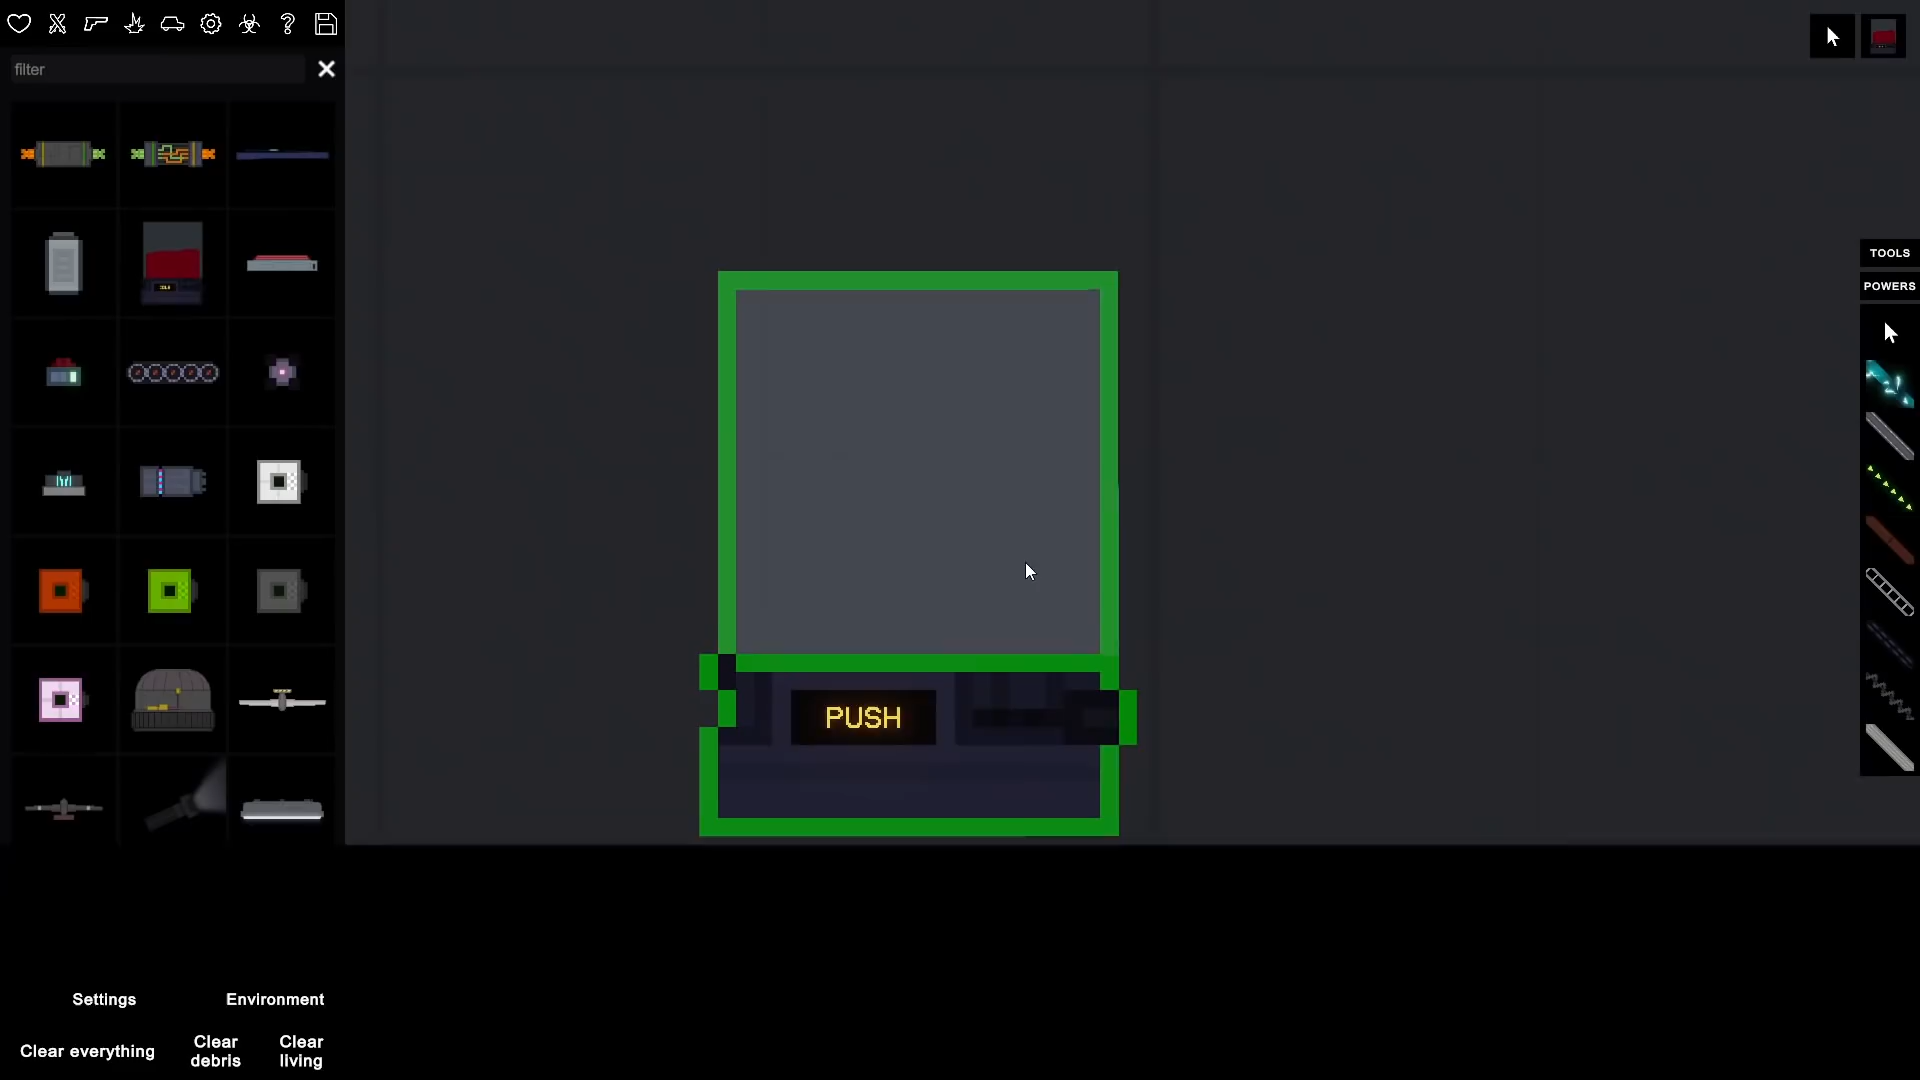 filter
TOOLS
POWERS
PUSH
Settings
Environment
Clear everything
Clear
debris
Clear
living